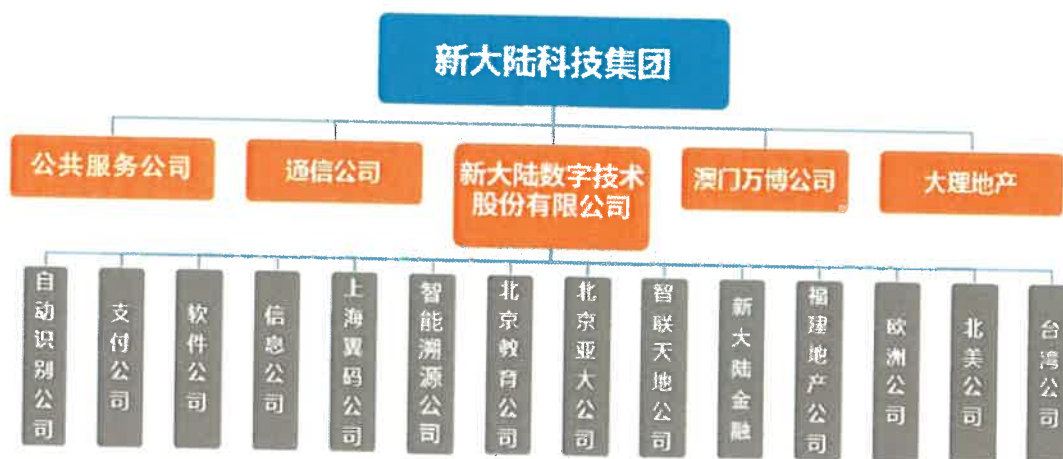 新大陆科技集团
公共服务公司
通信公司
新大陆数字技术
股份有限公司
澳门万博公司
大理地产
自动识别公司
支付公司
软件公司
信息公司
上海翼码公司
智能溯源公司
北京教育公司
北京亚大公司
智联天地公司
新大陆金融
福建地产公司
欧洲公司
北美公司
台湾公司